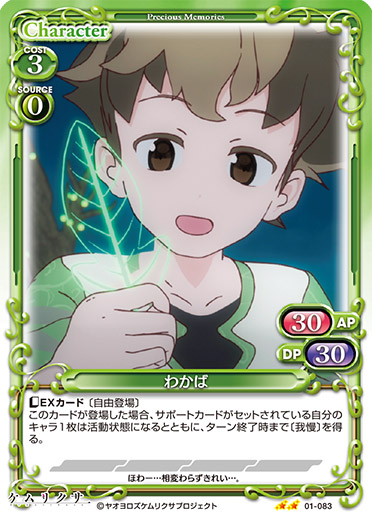 Precious Memories
Character
COST
3
SOURCE
0
30 AP
DP 30
わかば
EXカード〔自由登場〕
このカードが登場した場合、サポートカードがセットされている自分の
キャラ1枚は活動状態になるとともに、ターン終了時まで［我慢］を得
る。
ほわー…相変わらずきれい…。
ケムリクサ
©ヤオヨロズケムリクサプロジェクト
01-083